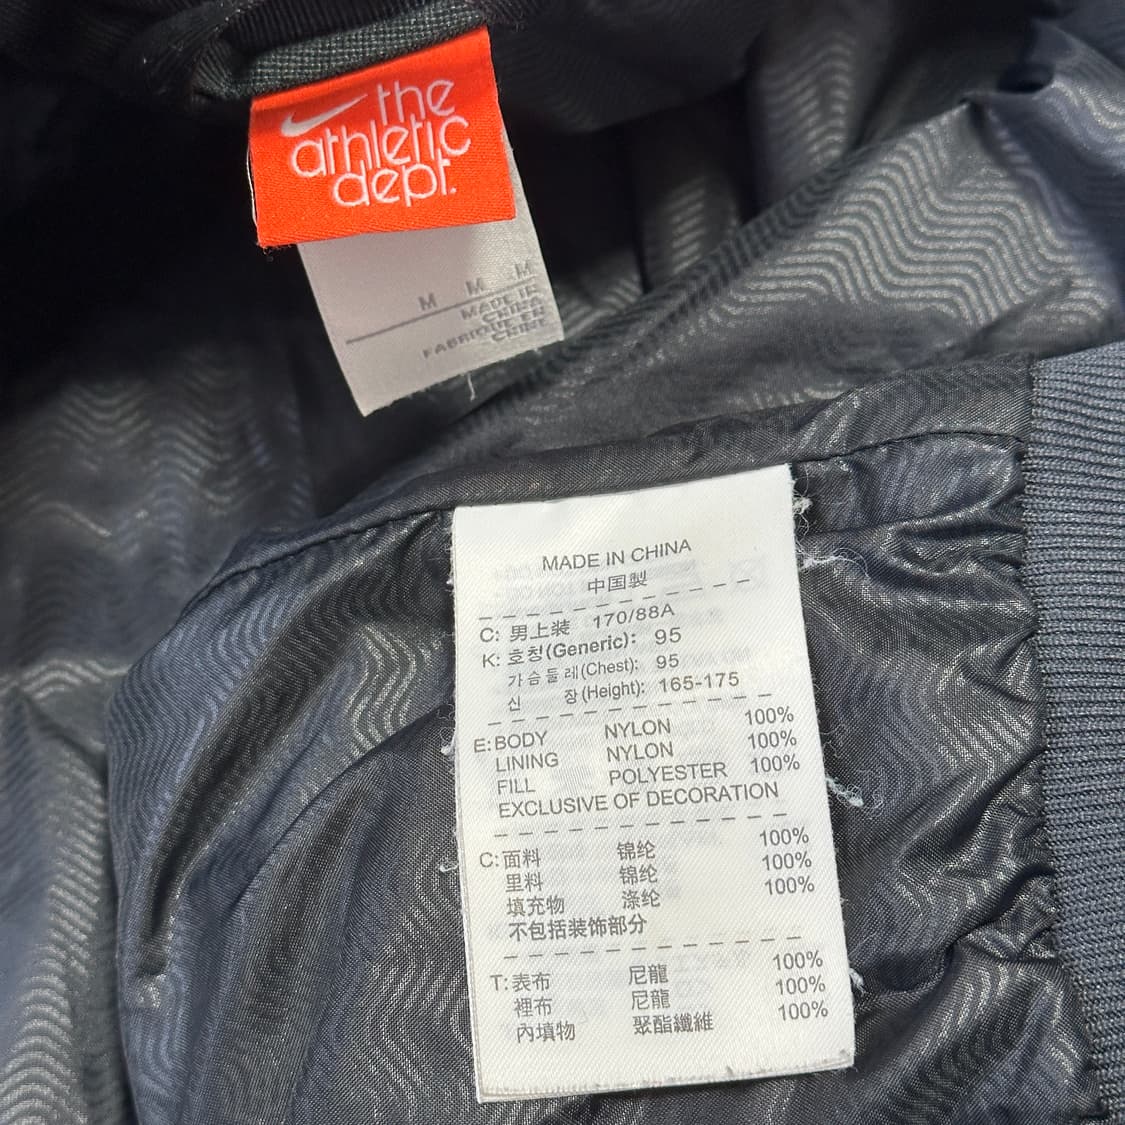 the
athletic
dept.
M M M
MADE IN
CHINA
FABRIQUE EN
CHINE
MADE IN CHINA
中国製
C: 男上装 170/88A
K: 호칭(Generic): 95
가슴둘레(Chest): 95
신 장(Height): 165-175
E: BODY NYLON 100%
LINING NYLON 100%
FILL POLYESTER 100%
EXCLUSIVE OF DECORATION
C: 面料 锦纶 100%
里料 锦纶 100%
填充物 涤纶 100%
不包括装饰部分
T: 表布 尼龍 100%
裡布 尼龍 100%
內填物 聚酯纖維 100%